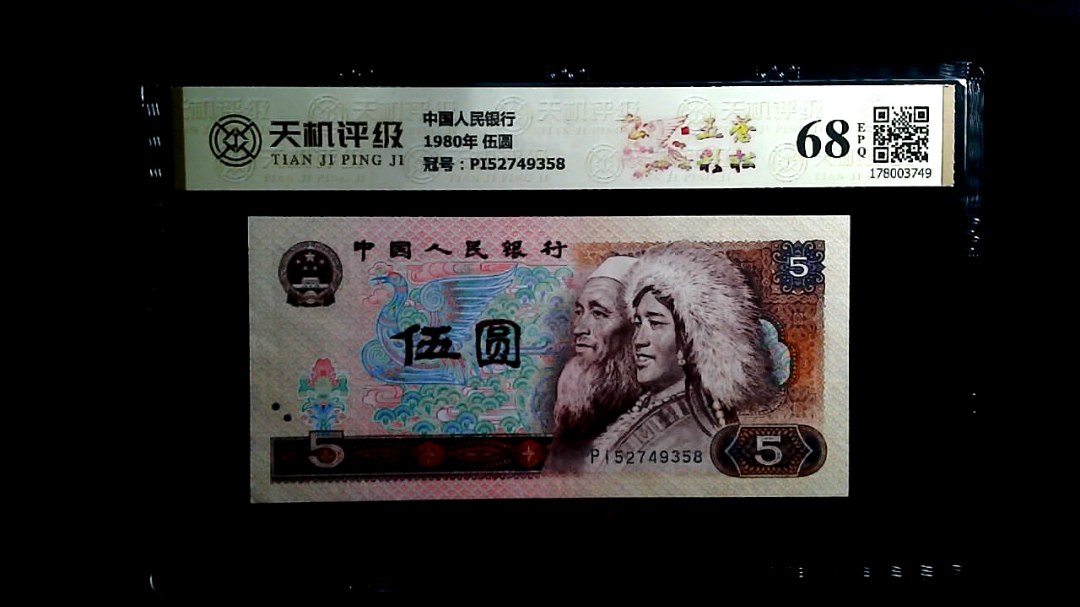 天机评级
TIAN JI PING JI
中国人民银行
1980年 伍圆
冠号：PI52749358
68
EPQ
178003749
中国人民银行
5
伍圆
5
PI52749358
5